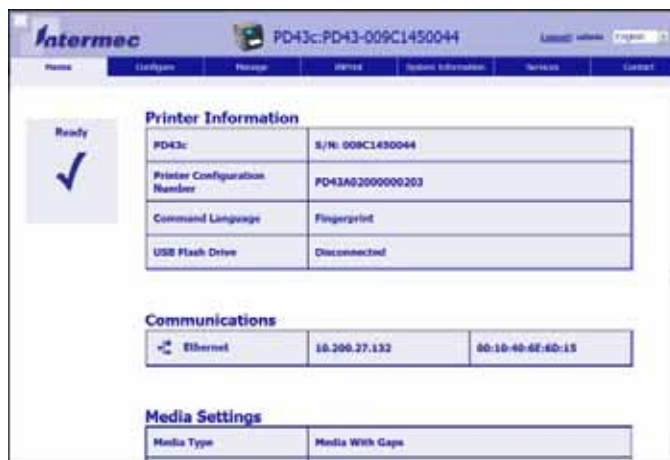 Intermec
PD43c:PD43-009C1450044
Logout admin English
Home Configure Manage System Information Services Contact
Ready
Printer Information
PD43c S/N: 009C1450044
Printer Configuration Number PD43A02000000203
Command Language Fingerprint
USB Flash Drive Disconnected
Communications
Ethernet 10.200.27.132 00:10:40:6E:6D:15
Media Settings
Media Type Media With Gaps